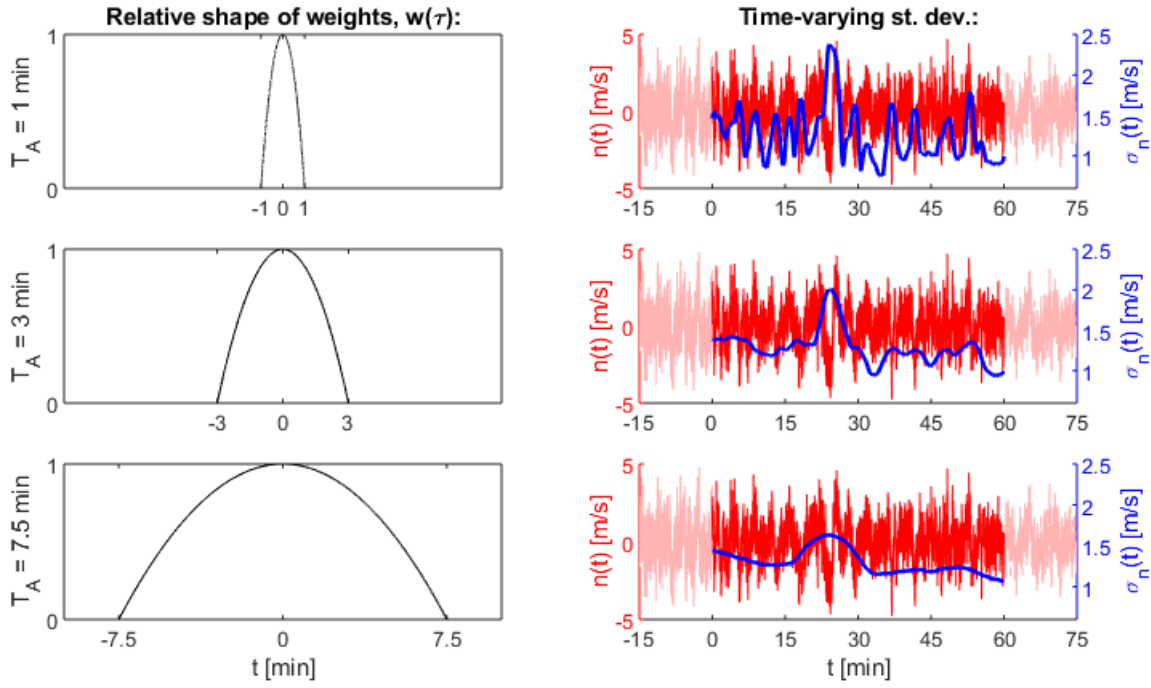 Relative shape of weights, w(τ):
Time-varying st. dev.:
T_A = 1 min
1
0
-1 0 1
n(t) [m/s]
5
0
-5
-15 0 15 30 45 60 75
2.5
2
1.5
1
σ_n(t) [m/s]
T_A = 3 min
1
0
-3 0 3
n(t) [m/s]
5
0
-5
-15 0 15 30 45 60 75
2.5
2
1.5
1
σ_n(t) [m/s]
T_A = 7.5 min
1
0
-7.5 0 7.5
t [min]
n(t) [m/s]
5
0
-5
-15 0 15 30 45 60 75
t [min]
2.5
2
1.5
1
σ_n(t) [m/s]